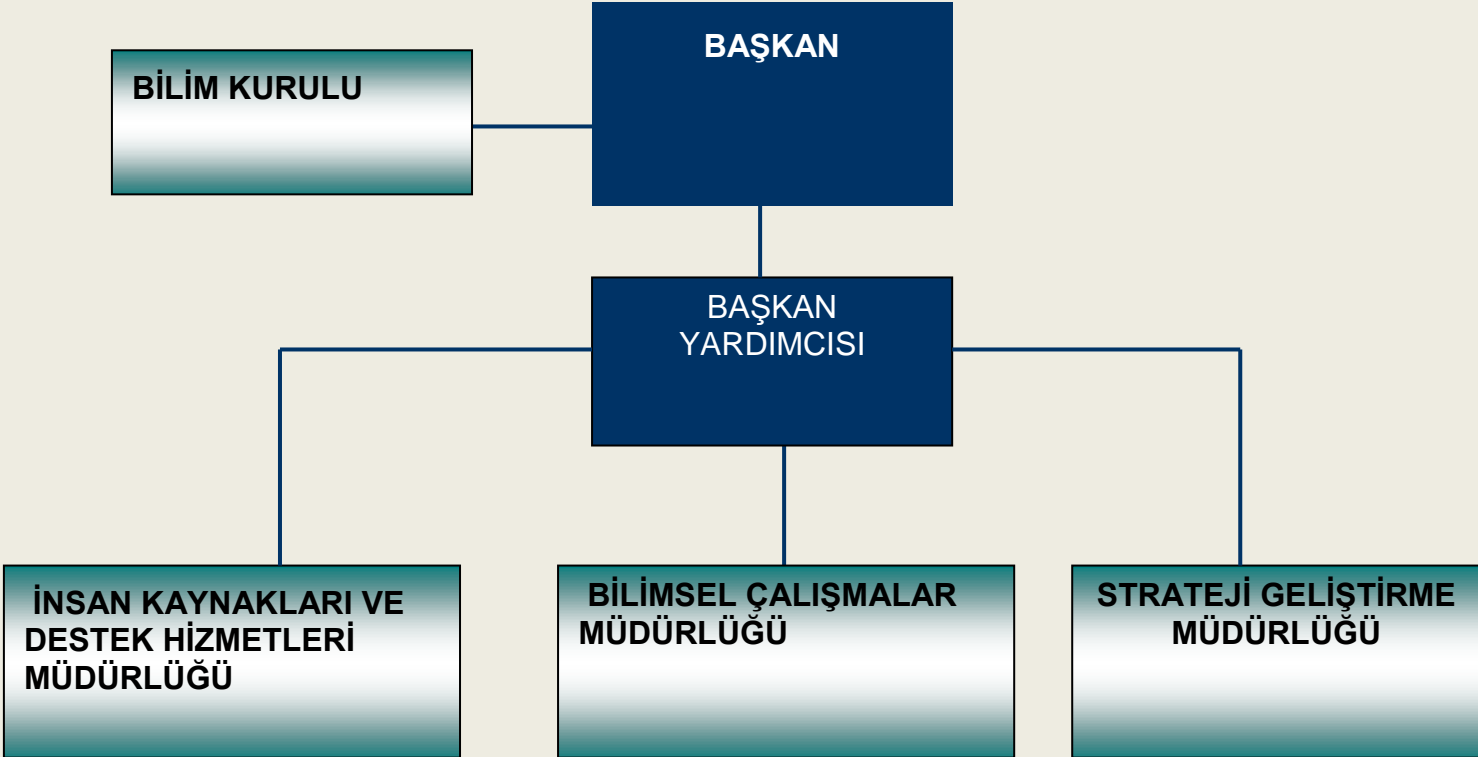 BAŞKAN
BİLİM KURULU
BAŞKAN
YARDIMCISI
İNSAN KAYNAKLARI VE
DESTEK HİZMETLERİ
MÜDÜRLÜĞÜ
BİLİMSEL ÇALIŞMALAR
MÜDÜRLÜĞÜ
STRATEJİ GELİŞTİRME
MÜDÜRLÜĞÜ